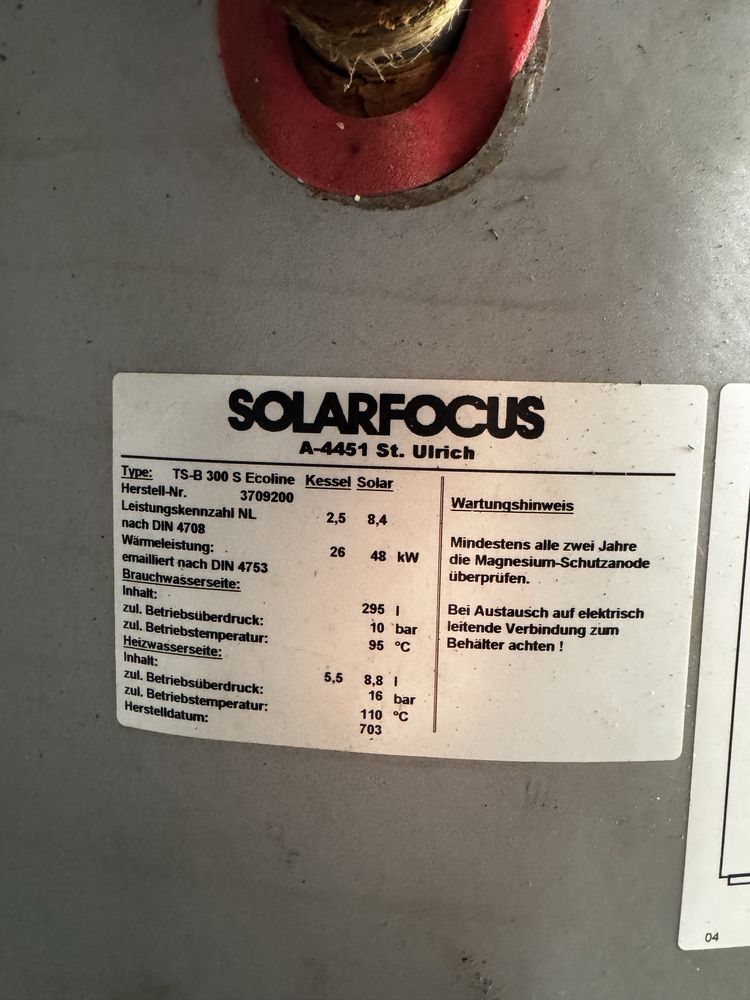 SOLARFOCUS
A-4451 St. Ulrich
Type: TS-B 300 S Ecoline Kessel Solar
Herstell-Nr. 3709200
Leistungskennzahl NL
nach DIN 4708 2,5 8,4
Wärmeleistung: 26 48 kW
emailliert nach DIN 4753
Brauchwasserseite:
Inhalt: 295 l
zul. Betriebsüberdruck: 10 bar
zul. Betriebstemperatur: 95 °C
Heizwasserseite:
Inhalt: 5,5 8,8 l
zul. Betriebsüberdruck: 16 bar
zul. Betriebstemperatur: 110 °C
Herstelldatum: 703
Wartungshinweis
Mindestens alle zwei Jahre
die Magnesium-Schutzanode
überprüfen.
Bei Austausch auf elektrisch
leitende Verbindung zum
Behälter achten !
04